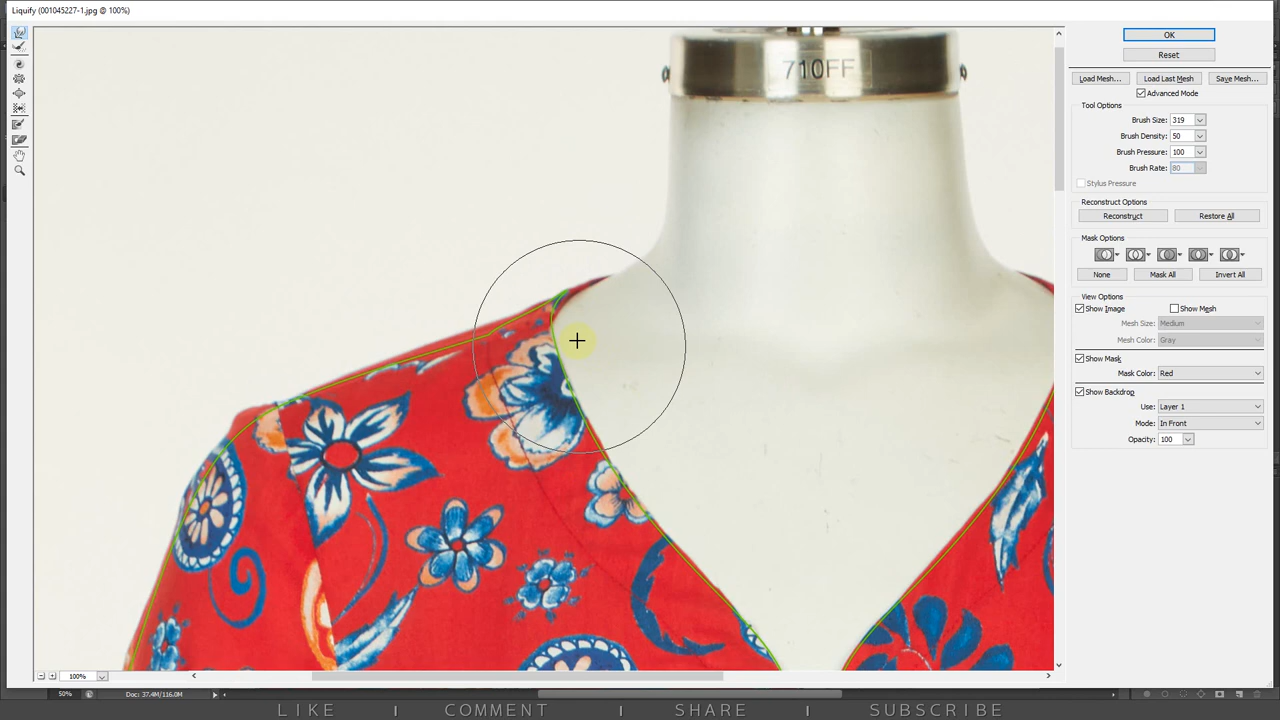 Liquify (001045227-1.jpg @ 100%)
710FF
OK
Reset
Load Mesh... Load Last Mesh Save Mesh...
Advanced Mode
Tool Options
Brush Size: 319
Brush Density: 50
Brush Pressure: 100
Brush Rate: 80
Stylus Pressure
Reconstruct Options
Reconstruct Restore All
Mask Options
None Mask All Invert All
View Options
Show Image Show Mesh
Mesh Size: Medium
Mesh Color: Gray
Show Mask
Mask Color: Red
Show Backdrop
Use: Layer 1
Mode: In Front
Opacity: 100
100%
50% Doc: 37.4M/116.0M
LIKE | COMMENT | SHARE | SUBSCRIBE